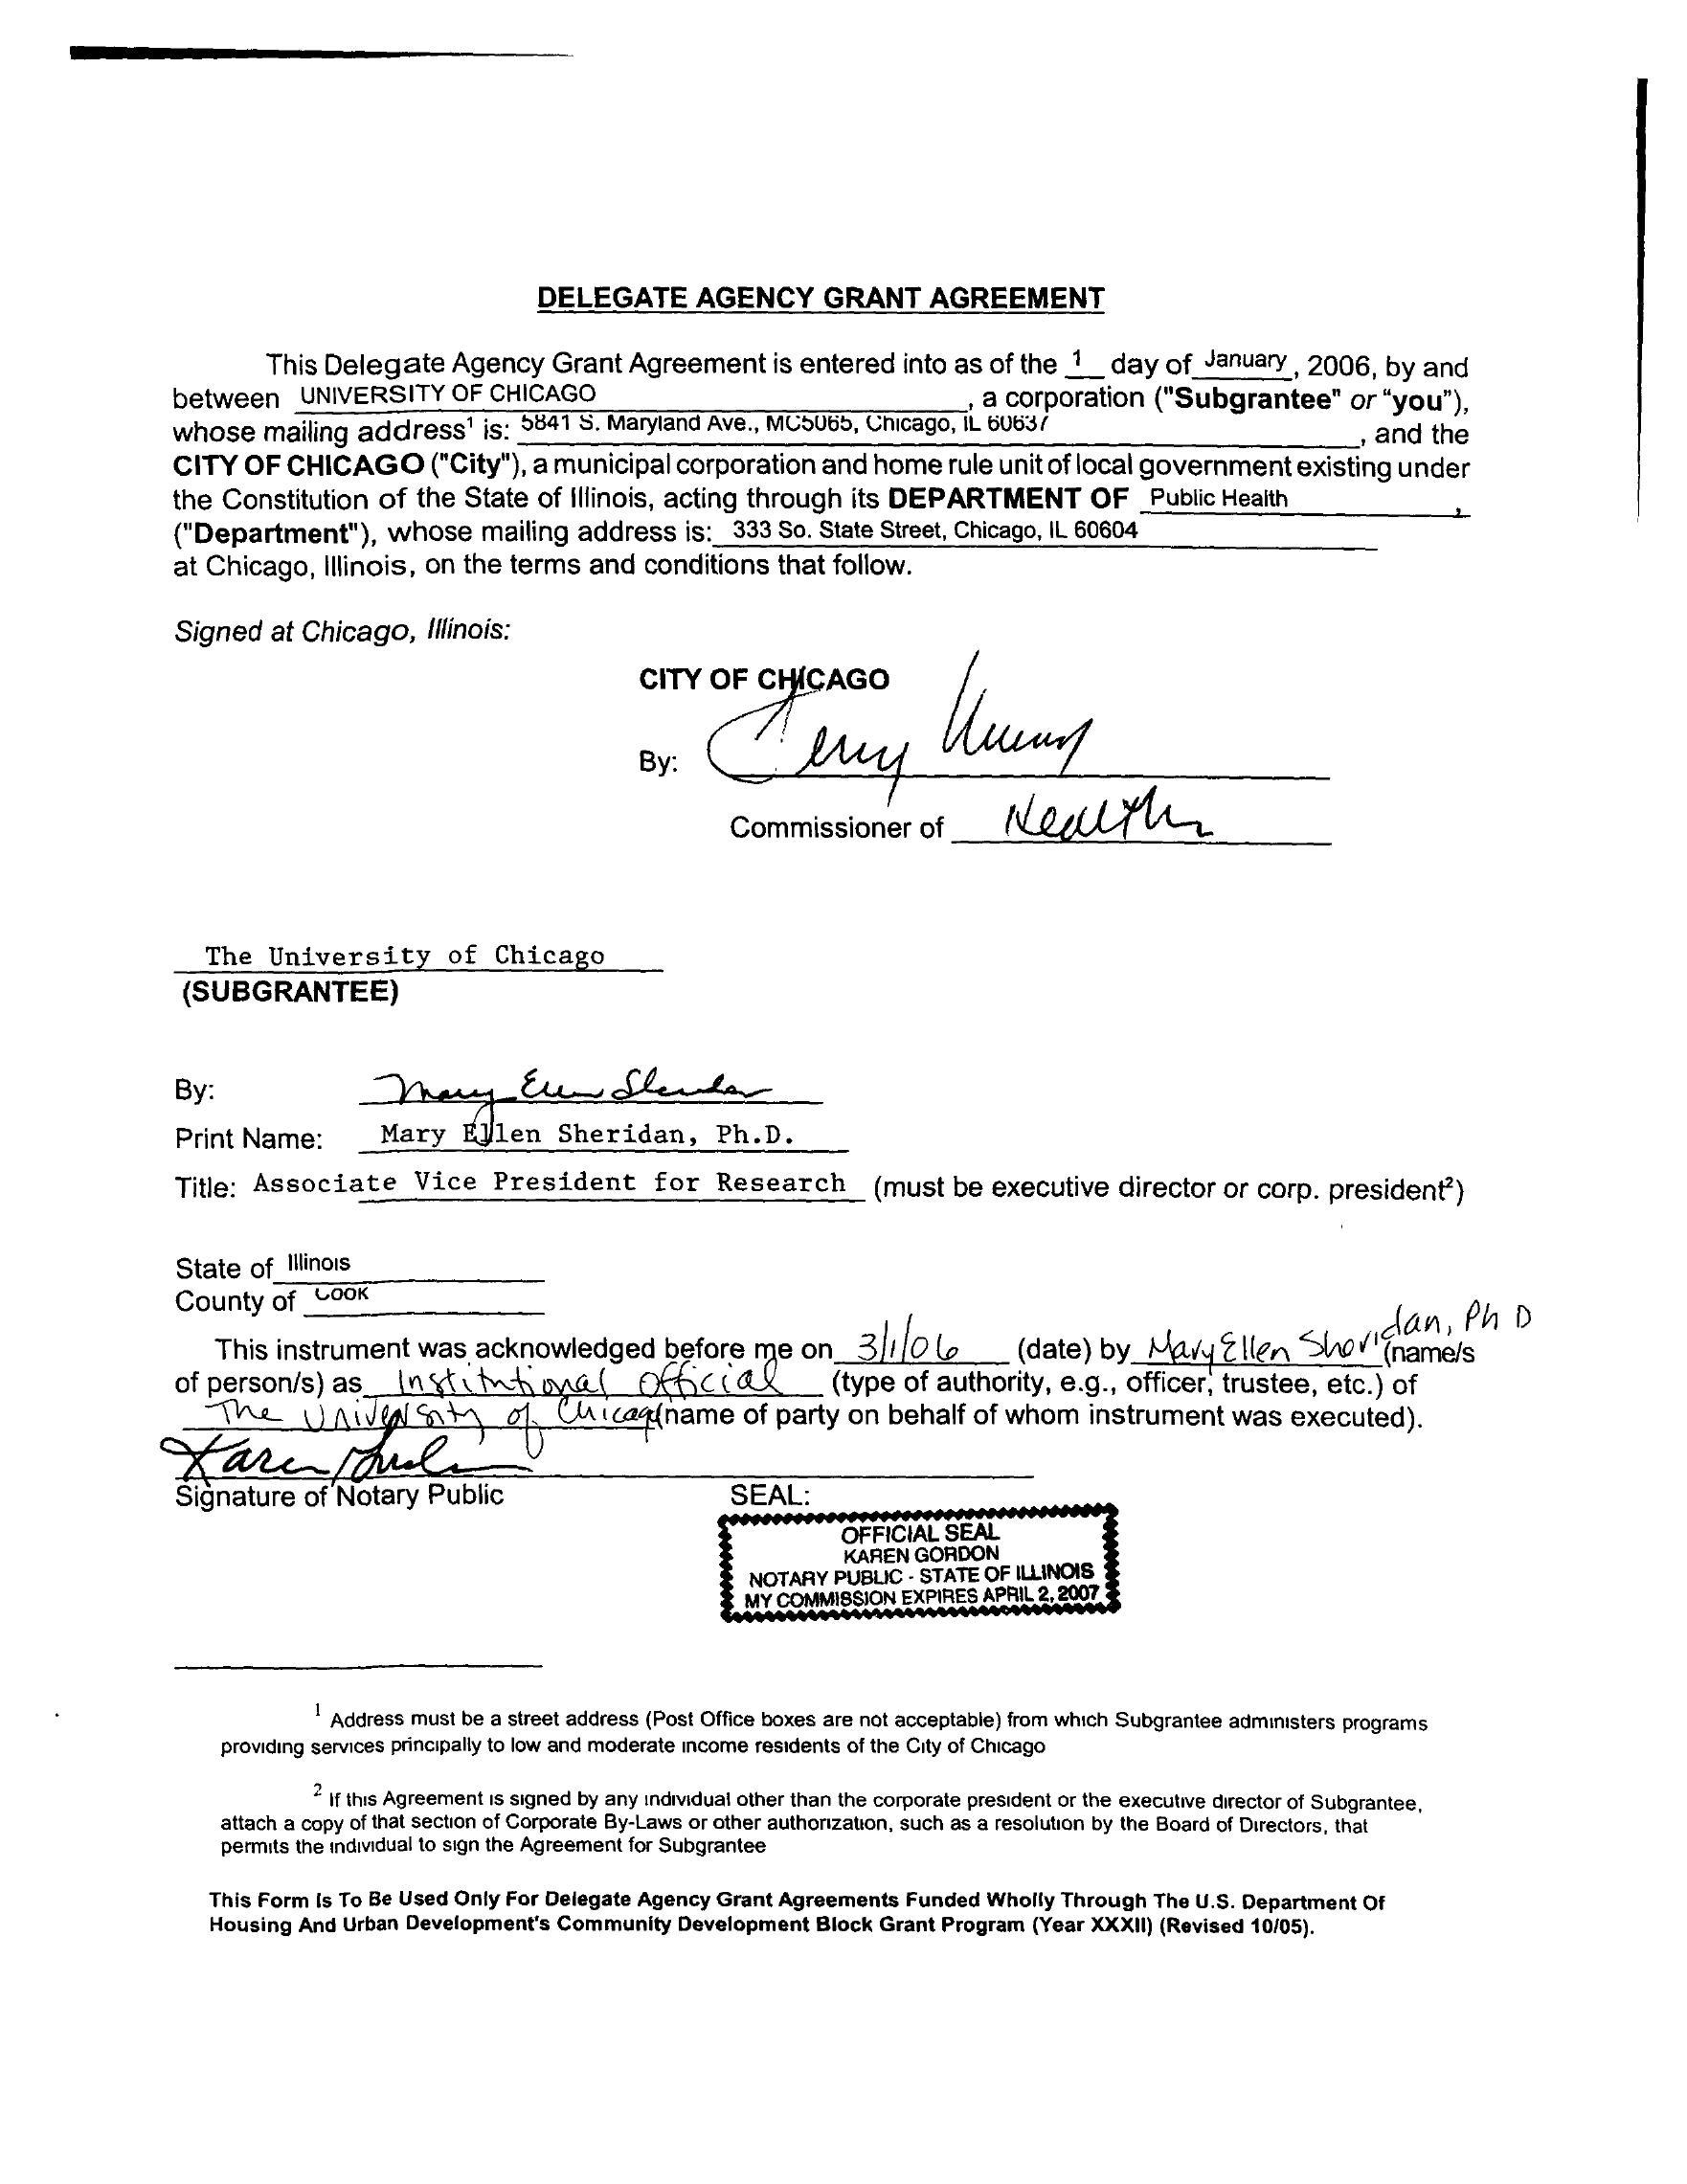 DELEGATE AGENCY GRANT AGREEMENT
This Delegate Agency Grant Agreement is entered into as of the 1 day of January, 2006, by and
between UNIVERSITY OF CHICAGO, a corporation ("Subgrantee" or “you”),
whose mailing address¹ is: 5841 S. Maryland Ave., MC5065, Chicago, IL 60637, and the
CITY OF CHICAGO ("City"), a municipal corporation and home rule unit of local government existing under
the Constitution of the State of Illinois, acting through its DEPARTMENT OF Public Health,
("Department"), whose mailing address is: 333 So. State Street, Chicago, IL 60604
at Chicago, Illinois, on the terms and conditions that follow.
Signed at Chicago, Illinois:
CITY OF CHICAGO
By: Terry
Commissioner of Health
The University of Chicago
(SUBGRANTEE)
By: Mary Ellen Sheridan
Print Name: Mary Ellen Sheridan, Ph.D.
Title: Associate Vice President for Research (must be executive director or corp. president²)
State of Illinois
County of COOK
This instrument was acknowledged before me on 3/1/06 (date) by Mary Ellen Sheridan, Ph D (name/s
of person/s) as Institutional Official (type of authority, e.g., officer, trustee, etc.) of
The University of Chicago (name of party on behalf of whom instrument was executed).
Karen
Signature of Notary Public SEAL:
OFFICIAL SEAL
KAREN GORDON
NOTARY PUBLIC - STATE OF ILLINOIS
MY COMMISSION EXPIRES APRIL 2, 2007
¹ Address must be a street address (Post Office boxes are not acceptable) from which Subgrantee administers programs
providing services principally to low and moderate income residents of the City of Chicago
² If this Agreement is signed by any individual other than the corporate president or the executive director of Subgrantee,
attach a copy of that section of Corporate By-Laws or other authorization, such as a resolution by the Board of Directors, that
permits the individual to sign the Agreement for Subgrantee
This Form Is To Be Used Only For Delegate Agency Grant Agreements Funded Wholly Through The U.S. Department Of
Housing And Urban Development's Community Development Block Grant Program (Year XXXII) (Revised 10/05).